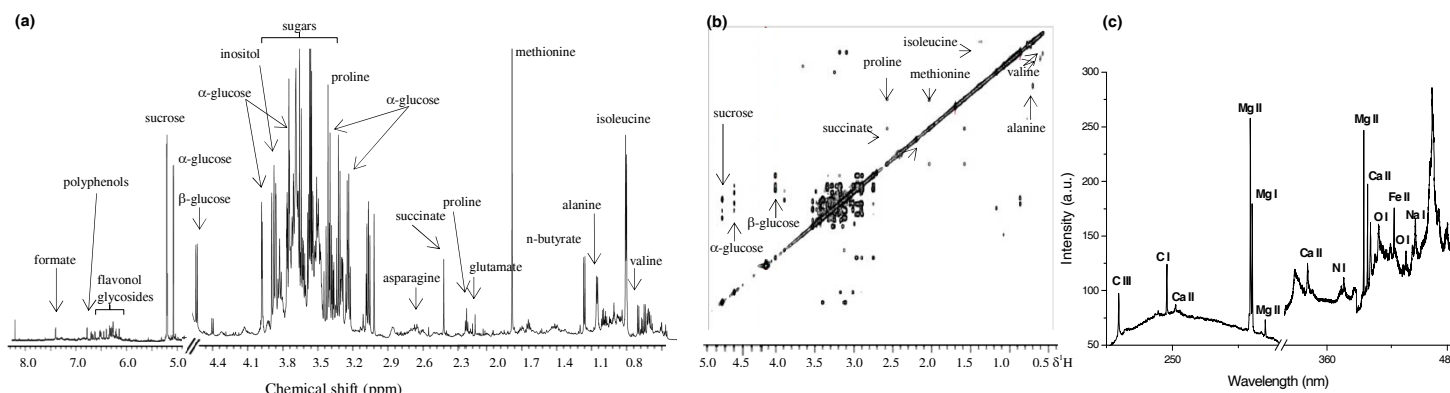 (a)
sugars
inositol
proline
methionine
α-glucose
α-glucose
sucrose
isoleucine
α-glucose
polyphenols
β-glucose
succinate
proline
alanine
n-butyrate
formate
flavonol
glycosides
asparagine
glutamate
valine
8.0 7.0 6.0 5.0 4.1 3.8 3.5 3.2 2.9 2.6 2.3 2.0 1.7 1.4 1.1 0.8
Chemical shift (ppm)
(b)
isoleucine
proline
methionine
valine
sucrose
succinate
alanine
β-glucose
α-glucose
5.0 4.5 4.0 3.5 3.0 2.5 2.0 1.5 1.0 0.5 δ¹H
(c)
300
250
200
150
100
50
Intensity (a.u.)
Mg II
Mg II
Mg I
Ca II
Fe II
O I
Na I
C I
Ca II
O I
C III
N I
Ca II
Mg II
250 360 48
Wavelength (nm)